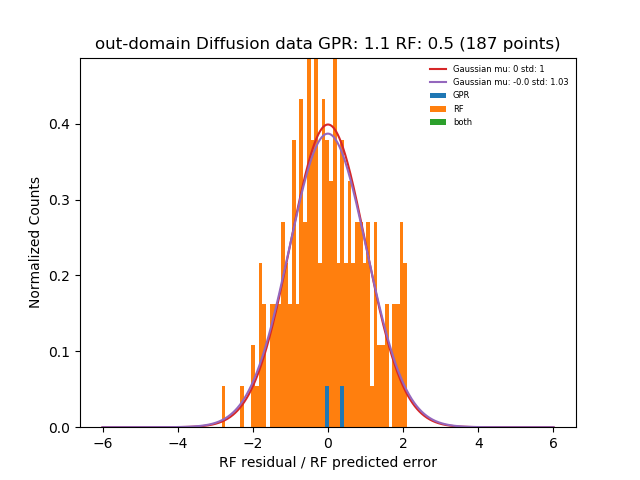 out-domain Diffusion data GPR: 1.1 RF: 0.5 (187 points)
Gaussian mu: 0 std: 1
Gaussian mu: -0.0 std: 1.03
GPR
RF
both
Normalized Counts
0.4
0.3
0.2
0.1
0.0
−6 −4 −2 0 2 4 6
RF residual / RF predicted error